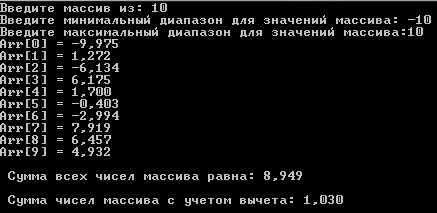 Введите массив из: 10
Введите минимальный диапазон для значений массива: -10
Введите максимальный диапазон для значений массива:10
Arr[0] = -9,975
Arr[1] = 1,272
Arr[2] = -6,134
Arr[3] = 6,175
Arr[4] = 1,700
Arr[5] = -0,403
Arr[6] = -2,994
Arr[7] = 7,919
Arr[8] = 6,457
Arr[9] = 4,932
Сумма всех чисел массива равна: 8,949
Сумма чисел массива с учетом вычета: 1,030